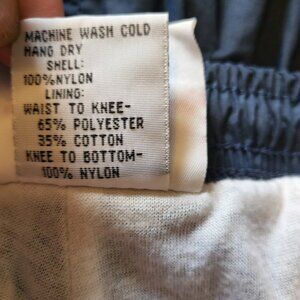 MACHINE WASH COLD
HANG DRY
SHELL:
100%NYLON
LINING:
WAIST TO KNEE-
65% POLYESTER
35% COTTON
KNEE TO BOTTOM-
100% NYLON